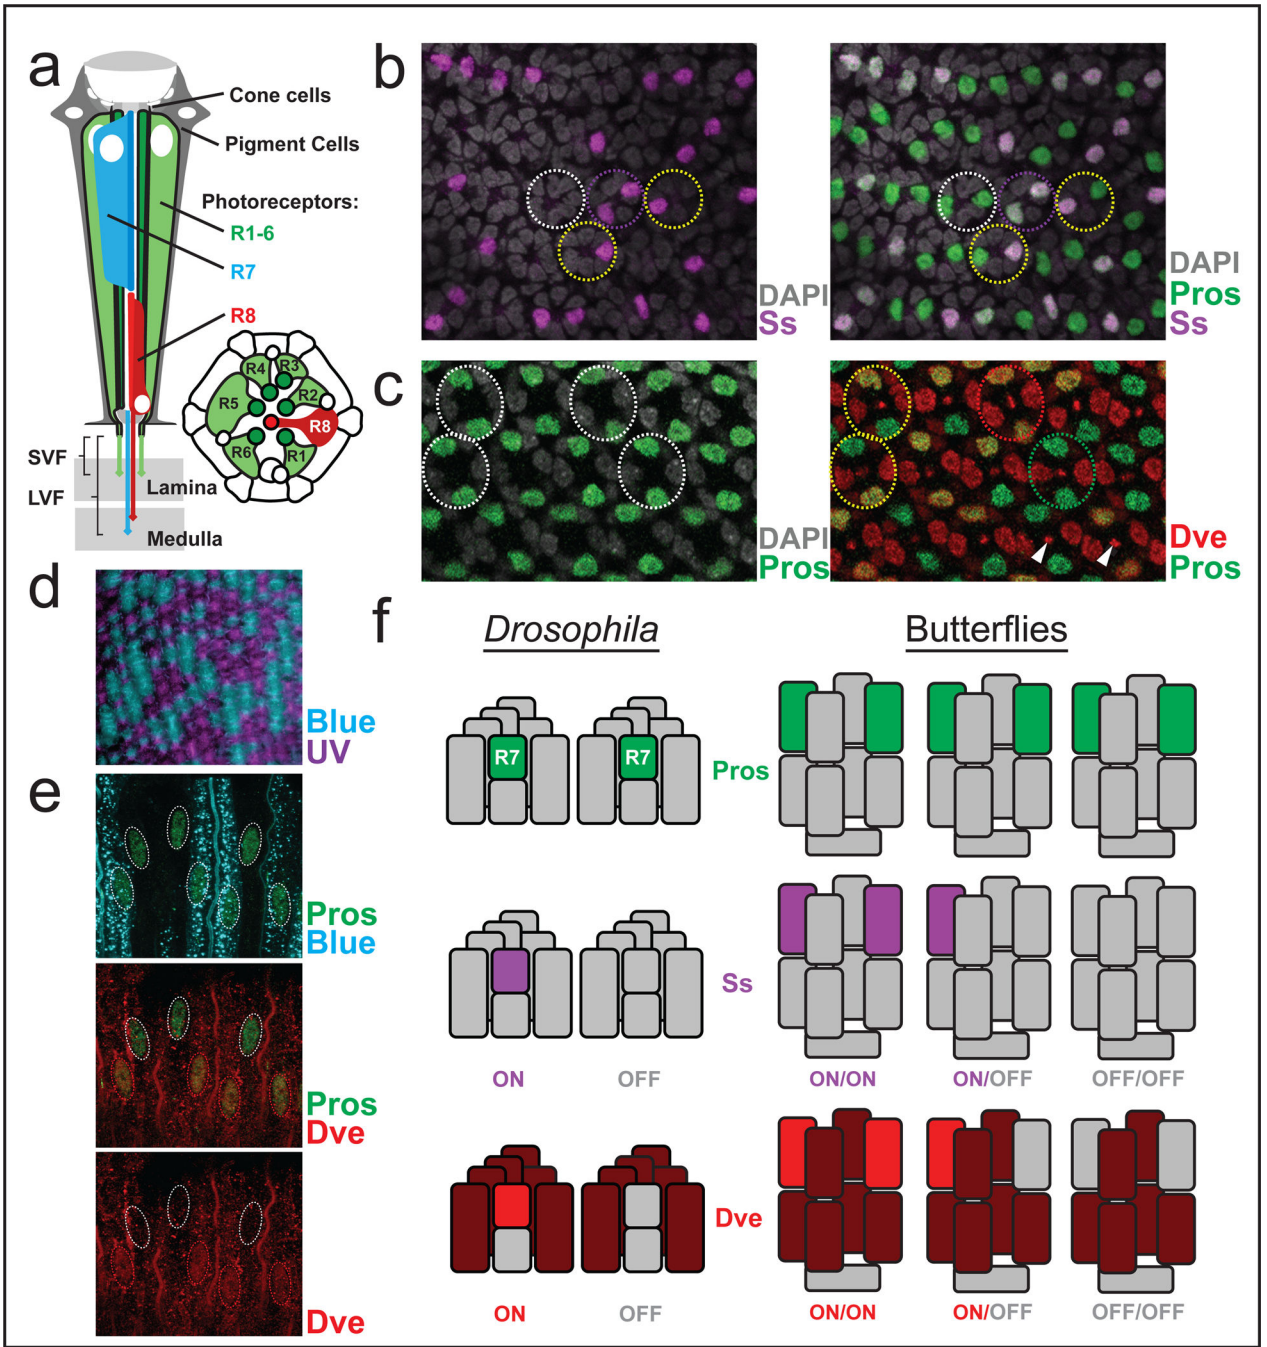 a
Cone cells
Pigment Cells
Photoreceptors:
R1-6
R7
R8
R4
R3
R2
R5
R8
R6
R1
SVF
LVF
Lamina
Medulla
b
DAPI
Ss
DAPI
Pros
Ss
c
DAPI
Pros
Dve
Pros
d
Blue
UV
e
Pros
Blue
Pros
Dve
Dve
f
Drosophila
Butterflies
R7
R7
Pros
Ss
ON
OFF
ON/ON
ON/OFF
OFF/OFF
Dve
ON
OFF
ON/ON
ON/OFF
OFF/OFF